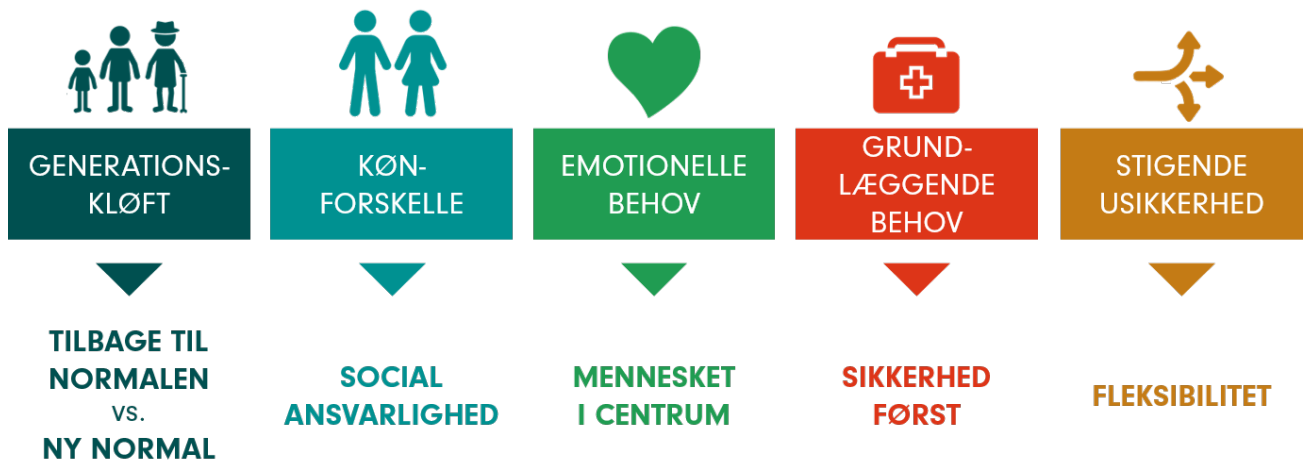 GENERATIONS-
KLØFT
KØN-
FORSKELLE
EMOTIONELLE
BEHOV
GRUND-
LÆGGENDE
BEHOV
STIGENDE
USIKKERHED
TILBAGE TIL
NORMALEN
vs.
NY NORMAL
SOCIAL
ANSVARLIGHED
MENNESKET
I CENTRUM
SIKKERHED
FØRST
FLEKSIBILITET